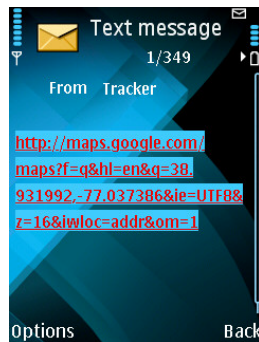 Text message
1/349
From Tracker
http://maps.google.com/
maps?f=q&hl=en&q=38.
931992,-77.037386&ie=UTF8&
z=16&iwloc=addr&om=1
Options Back